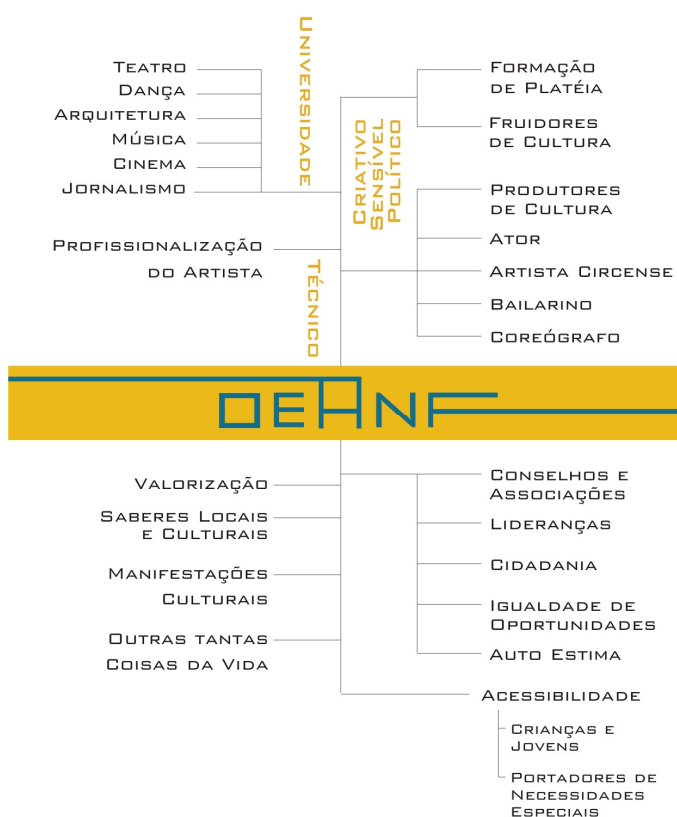 UNIVERSIDADE
TEATRO
DANÇA
ARQUITETURA
MÚSICA
CINEMA
JORNALISMO
PROFISSIONALIZAÇÃO
DO ARTISTA
TÉCNICO
CRIATIVO
SENSÍVEL
POLÍTICO
FORMAÇÃO
DE PLATÉIA
FRUIDORES
DE CULTURA
PRODUTORES
DE CULTURA
ATOR
ARTISTA CIRCENSE
BAILARINO
COREÓGRAFO
OEANF
VALORIZAÇÃO
SABERES LOCAIS
E CULTURAIS
MANIFESTAÇÕES
CULTURAIS
OUTRAS TANTAS
COISAS DA VIDA
CONSELHOS E
ASSOCIAÇÕES
LIDERANÇAS
CIDADANIA
IGUALDADE DE
OPORTUNIDADES
AUTO ESTIMA
ACESSIBILIDADE
CRIANÇAS E
JOVENS
PORTADORES DE
NECESSIDADES
ESPECIAIS